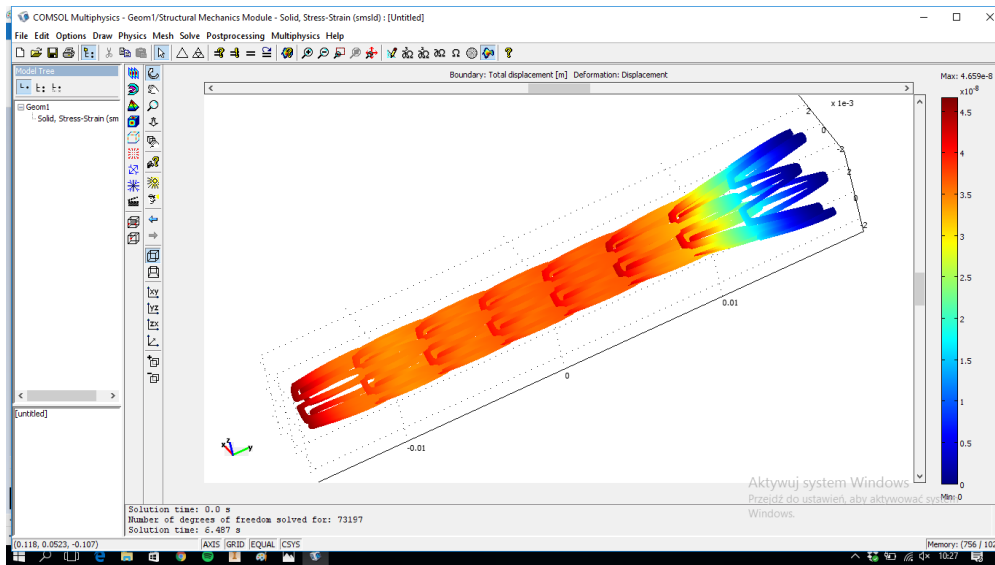 COMSOL Multiphysics - Geom1/Structural Mechanics Module - Solid, Stress-Strain (smsld) : [Untitled]
File Edit Options Draw Physics Mesh Solve Postprocessing Multiphysics Help
Model Tree
Geom1
Solid, Stress-Strain (sm
[untitled]
xy
yz
zx
Boundary: Total displacement [m] Deformation: Displacement
Max: 4.659e-8
x10⁻⁸
4.5
4
3.5
3
2.5
2
1.5
1
0.5
0
Min: 0
x 1e-3
2
0
-2
2
0
-2
0.01
0
-0.01
x
z
y
Aktywuj system Windows
Przejdź do ustawień, aby aktywować system
Windows.
Solution time: 0.0 s
Number of degrees of freedom solved for: 73197
Solution time: 6.487 s
(0.118, 0.0523, -0.107)
AXIS GRID EQUAL CSYS
Memory: (756 / 102
10:27